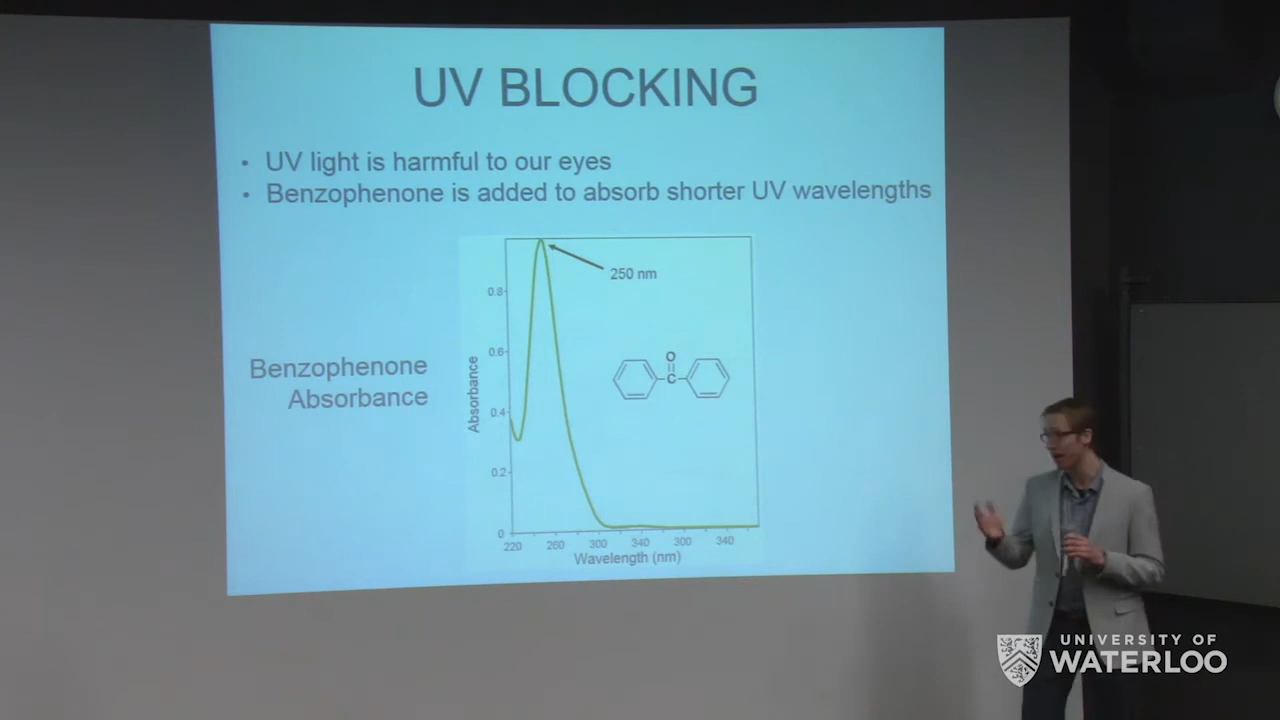 UV BLOCKING
• UV light is harmful to our eyes
• Benzophenone is added to absorb shorter UV wavelengths
250 nm
0.8
0.6
0.4
0.2
0
Absorbance
O
C
Benzophenone
Absorbance
220 260 300 340 300 340
Wavelength (nm)
UNIVERSITY OF
WATERLOO